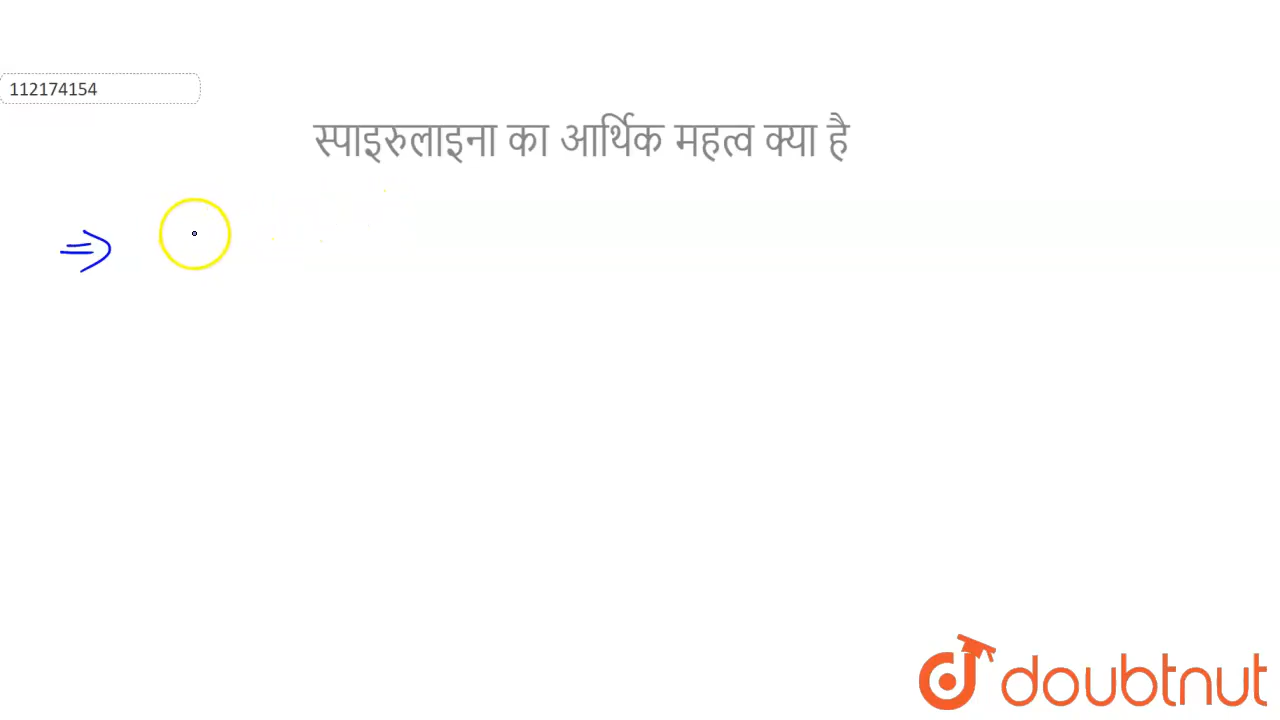 112174154
स्पाइरुलाइना का आर्थिक महत्व क्या है
doubtnut